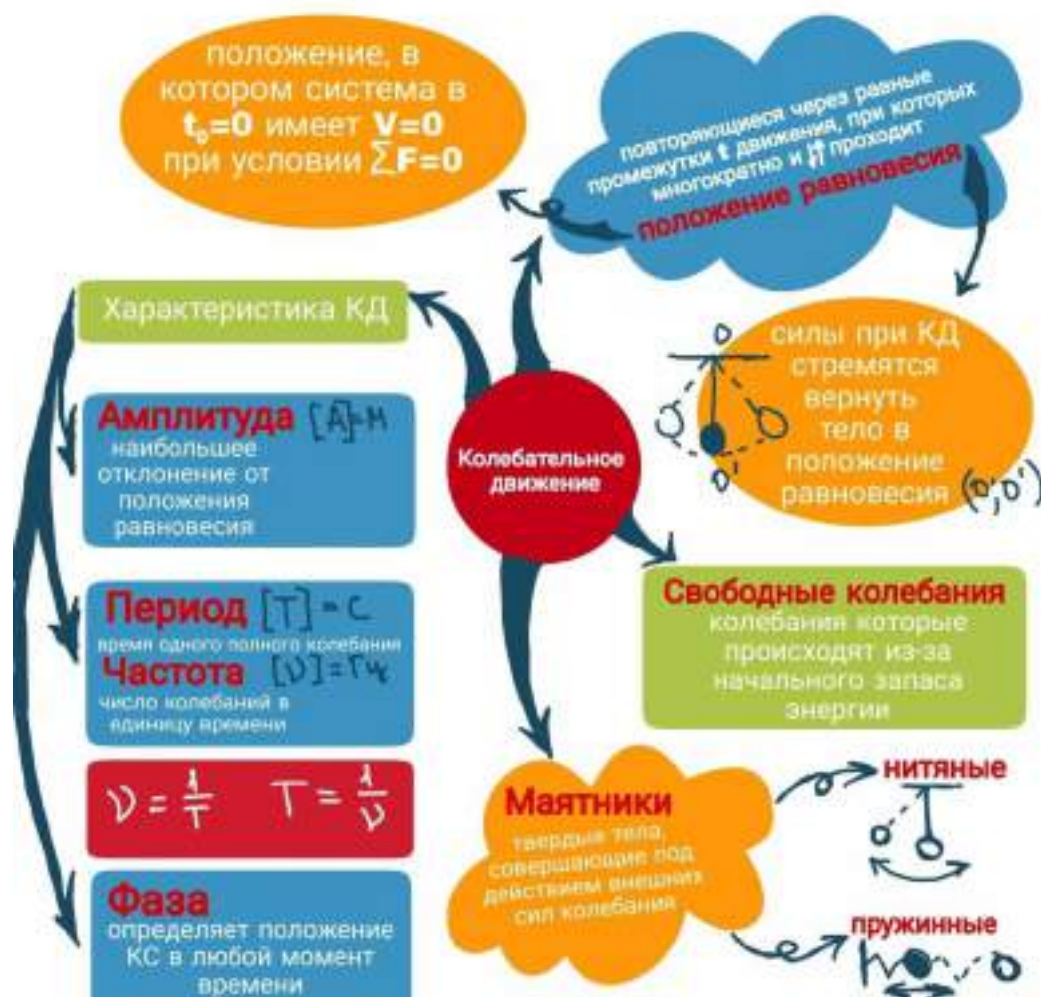 положение, в
котором система в
t₀=0 имеет V=0
при условии ∑F=0
повторяющиеся через равные
промежутки t движения, при которых
многократно и ↓↑ проходит
положение равновесия
Характеристика КД
силы при КД
стремятся
вернуть
тело в
положение
равновесия (0,0')
0
0'
Амплитуда [A]=м
наибольшее
отклонение от
положения
равновесия
Колебательное
движение
Период [T] = с
время одного полного колебания
Частота [ν]=Гц
число колебаний в
единицу времени
Свободные колебания
колебания которые
происходят из-за
начального запаса
энергии
ν = 1/T T = 1/ν
Маятники
твердые тела,
совершающие под
действием внешних
сил колебания
нитяные
пружинные
Фаза
определяет положение
КС в любой момент
времени